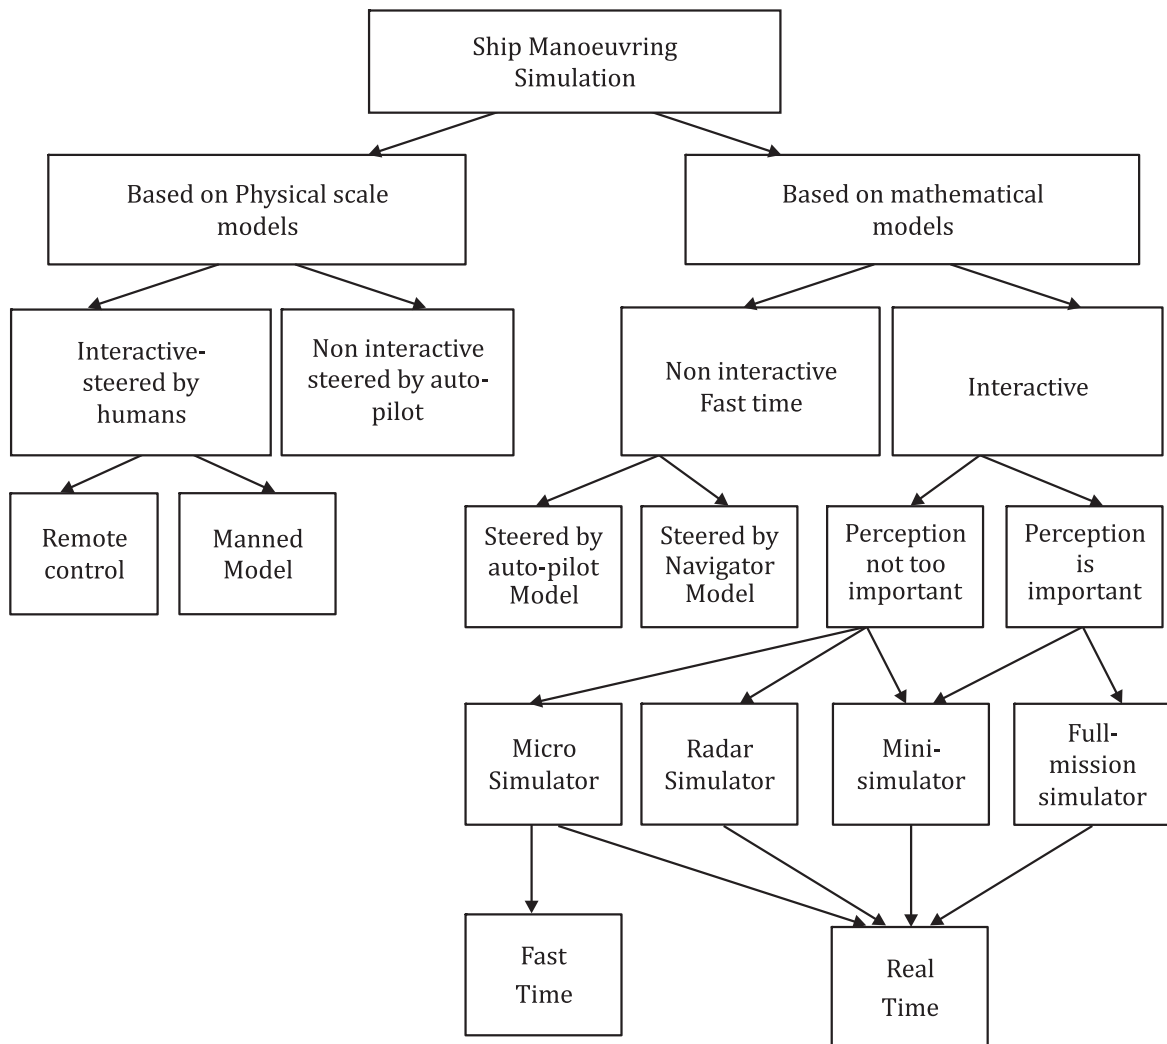 Ship Manoeuvring
Simulation
Based on Physical scale
models
Based on mathematical
models
Interactive-
steered by
humans
Non interactive
steered by auto-
pilot
Non interactive
Fast time
Interactive
Remote
control
Manned
Model
Steered by
auto-pilot
Model
Steered by
Navigator
Model
Perception
not too
important
Perception
is
important
Micro
Simulator
Radar
Simulator
Mini-
simulator
Full-
mission
simulator
Fast
Time
Real
Time